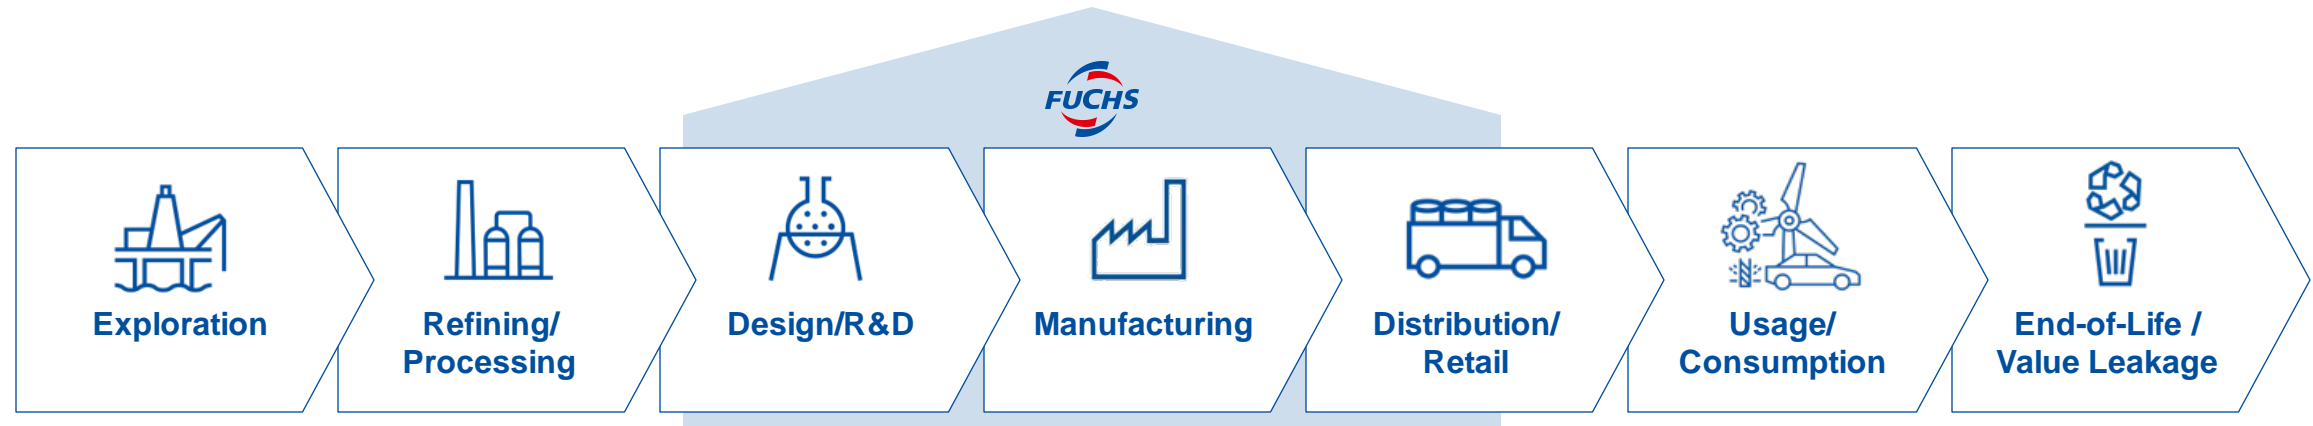 FUCHS
Exploration
Refining/
Processing
Design/R&D
Manufacturing
Distribution/
Retail
Usage/
Consumption
End-of-Life /
Value Leakage